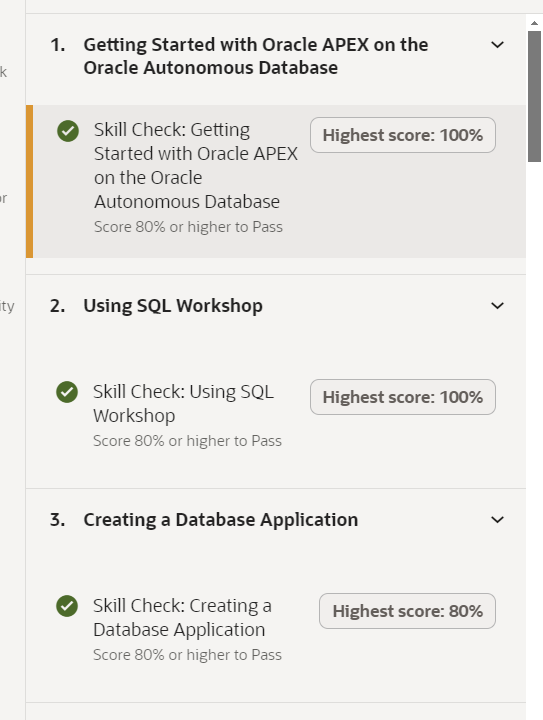 1. Getting Started with Oracle APEX on the
Oracle Autonomous Database
k
Skill Check: Getting
Started with Oracle APEX
on the Oracle
Autonomous Database
Highest score: 100%
or
Score 80% or higher to Pass
2. Using SQL Workshop
ity
Skill Check: Using SQL
Workshop
Highest score: 100%
Score 80% or higher to Pass
3. Creating a Database Application
Skill Check: Creating a
Database Application
Highest score: 80%
Score 80% or higher to Pass